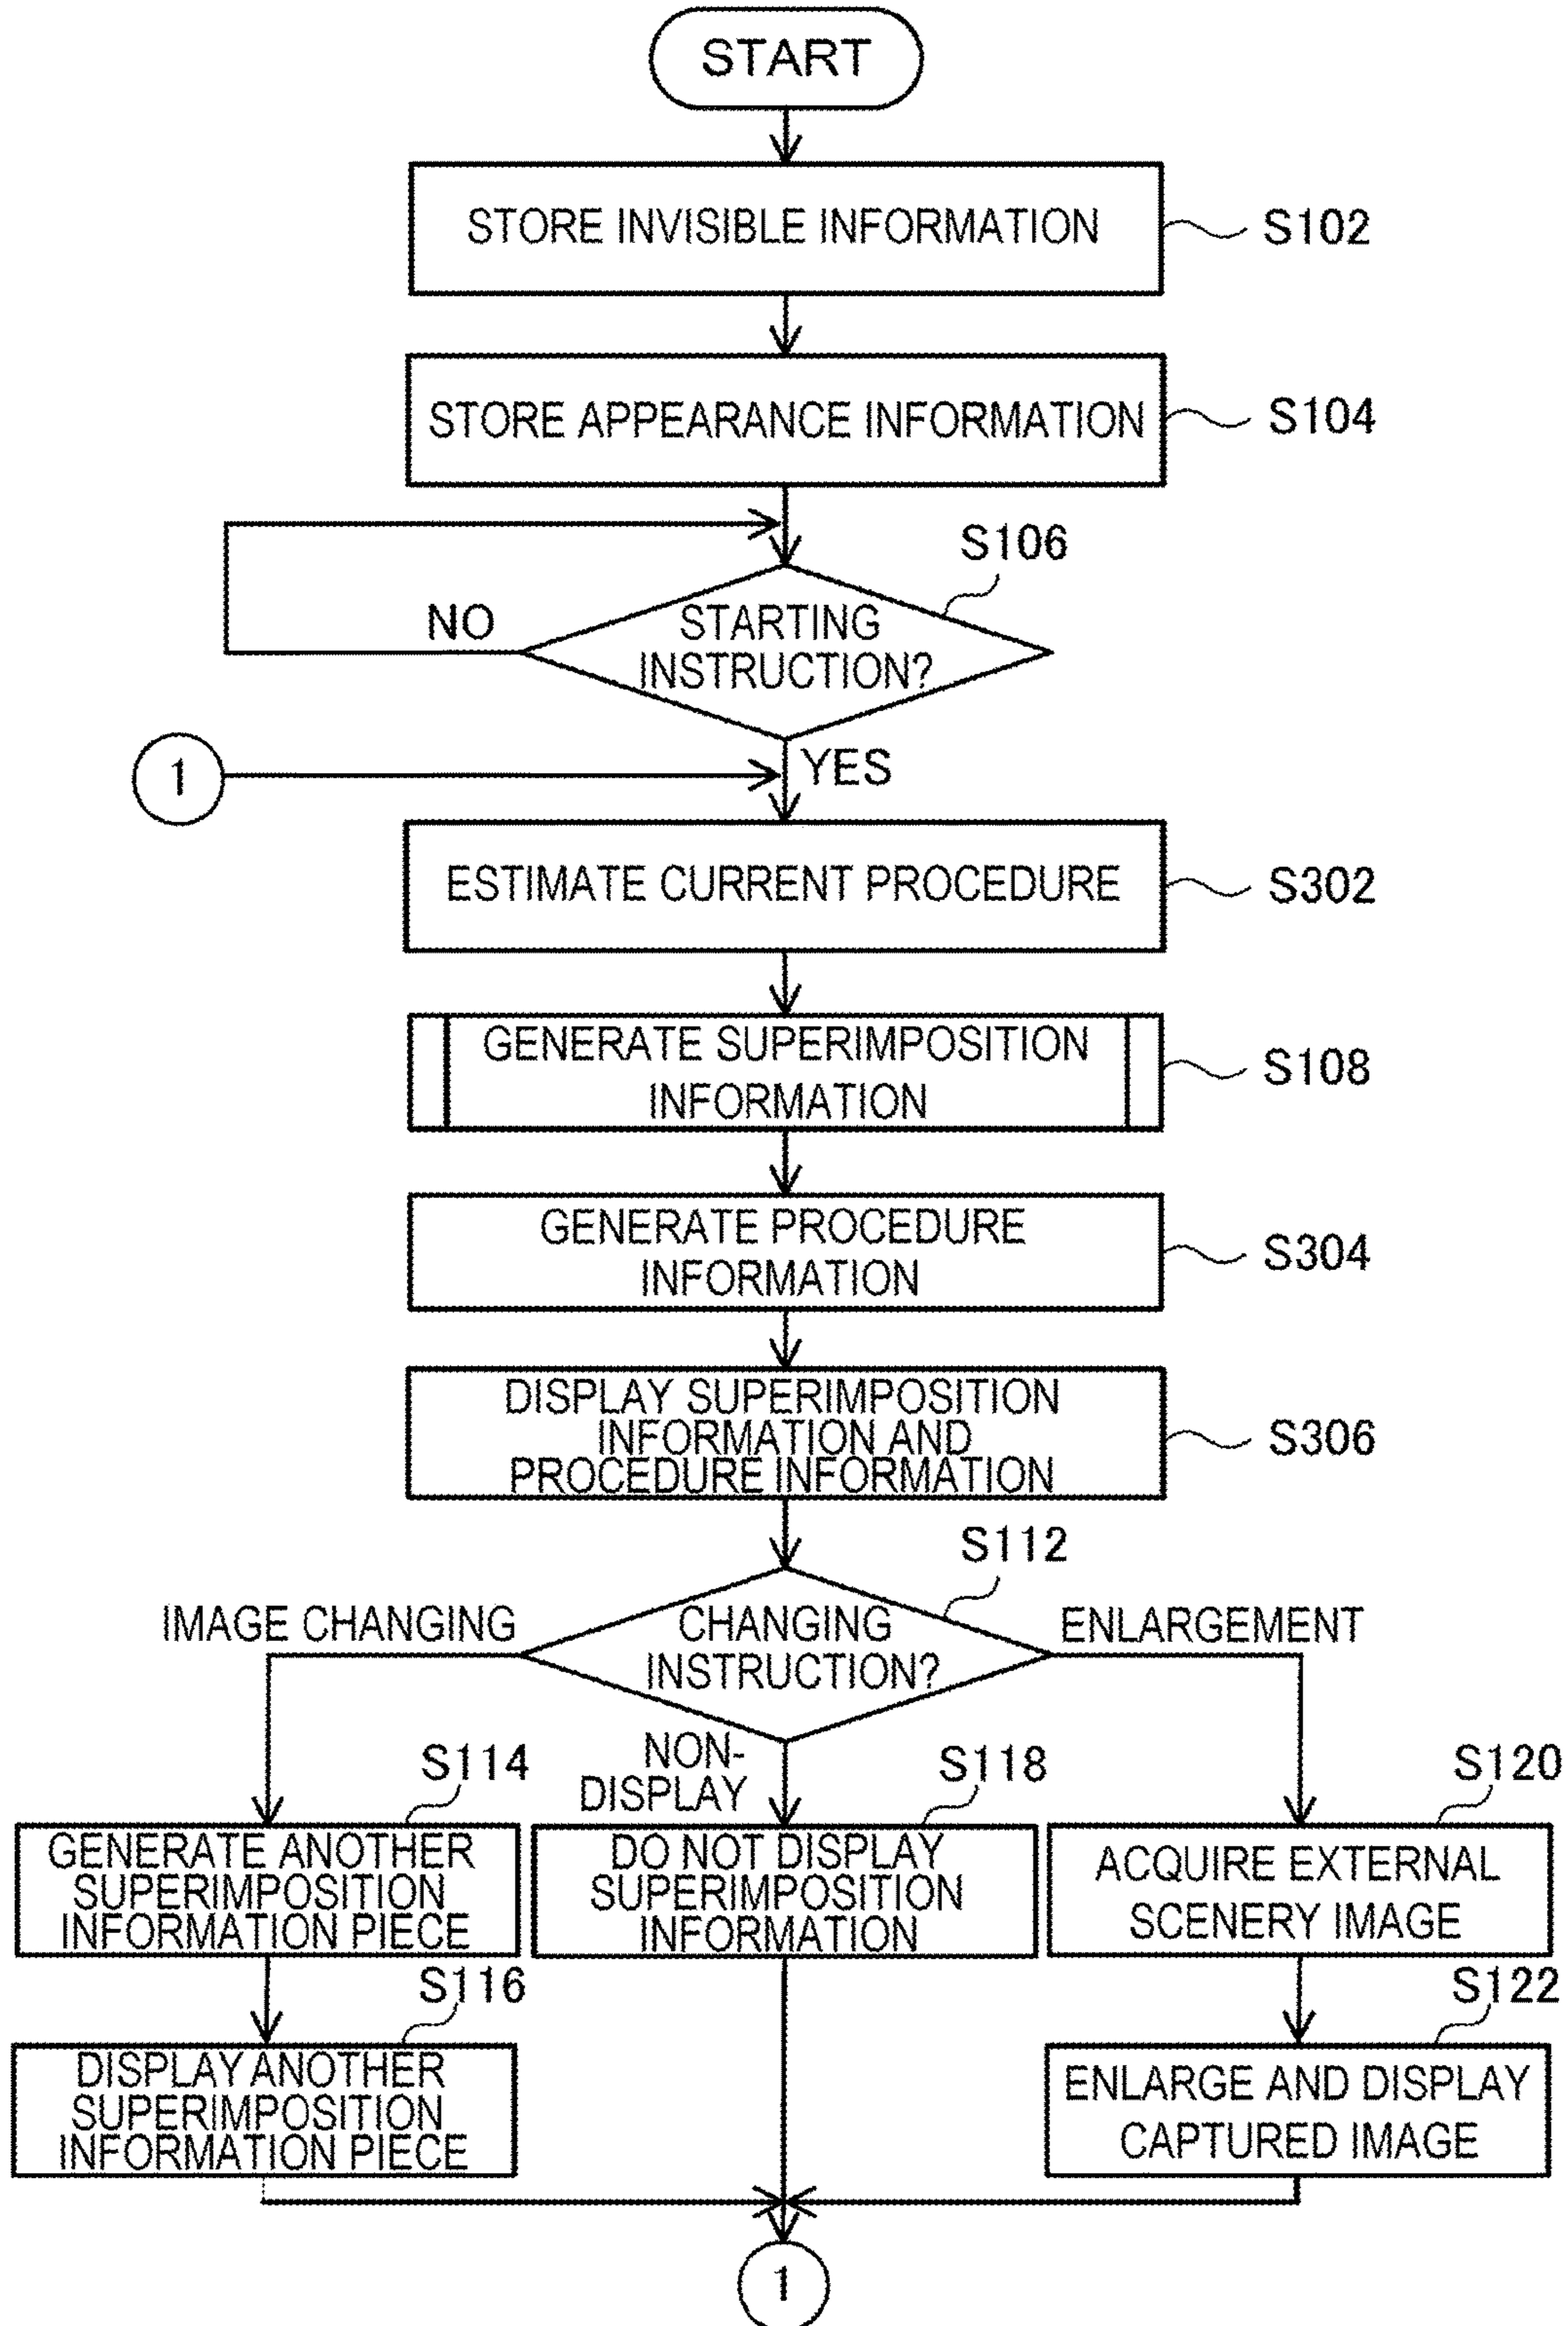 START
STORE INVISIBLE INFORMATION
S102
STORE APPEARANCE INFORMATION
S104
S106
NO
STARTING
INSTRUCTION?
1
YES
ESTIMATE CURRENT PROCEDURE
S302
GENERATE SUPERIMPOSITION
INFORMATION
S108
GENERATE PROCEDURE
INFORMATION
S304
DISPLAY SUPERIMPOSITION
INFORMATION AND
PROCEDURE INFORMATION
S306
S112
IMAGE CHANGING
CHANGING
INSTRUCTION?
ENLARGEMENT
NON-
DISPLAY
S114
GENERATE ANOTHER
SUPERIMPOSITION
INFORMATION PIECE
S118
DO NOT DISPLAY
SUPERIMPOSITION
INFORMATION
S120
ACQUIRE EXTERNAL
SCENERY IMAGE
S116
DISPLAY ANOTHER
SUPERIMPOSITION
INFORMATION PIECE
S122
ENLARGE AND DISPLAY
CAPTURED IMAGE
1